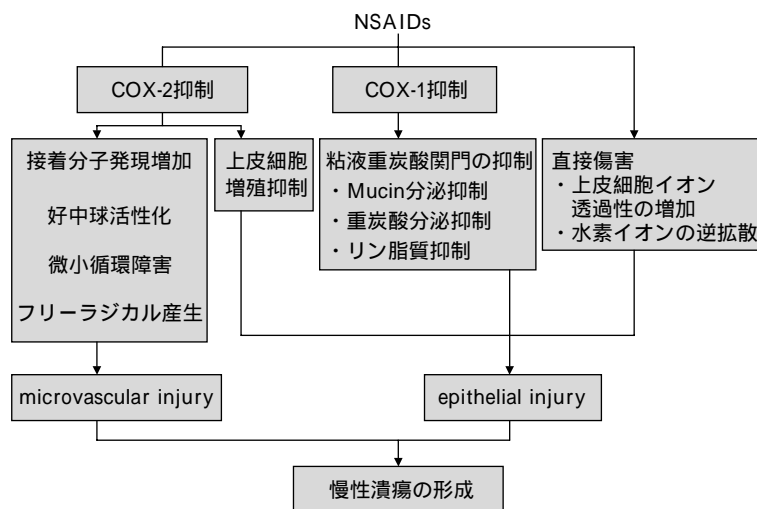 NSAIDs
COX-2抑制
COX-1抑制
接着分子発現増加
好中球活性化
微小循環障害
フリーラジカル産生
上皮細胞
増殖抑制
粘液重炭酸関門の抑制
・Mucin分泌抑制
・重炭酸分泌抑制
・リン脂質抑制
直接傷害
・上皮細胞イオン
透過性の増加
・水素イオンの逆拡散
microvascular injury
epithelial injury
慢性潰瘍の形成